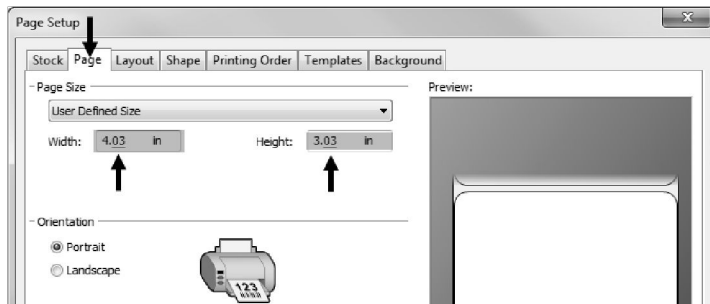 Page Setup
X
Stock Page Layout Shape Printing Order Templates Background
Page Size
User Defined Size
Width: 4.03 in Height: 3.03 in
Orientation
Portrait
Landscape
123
Preview: